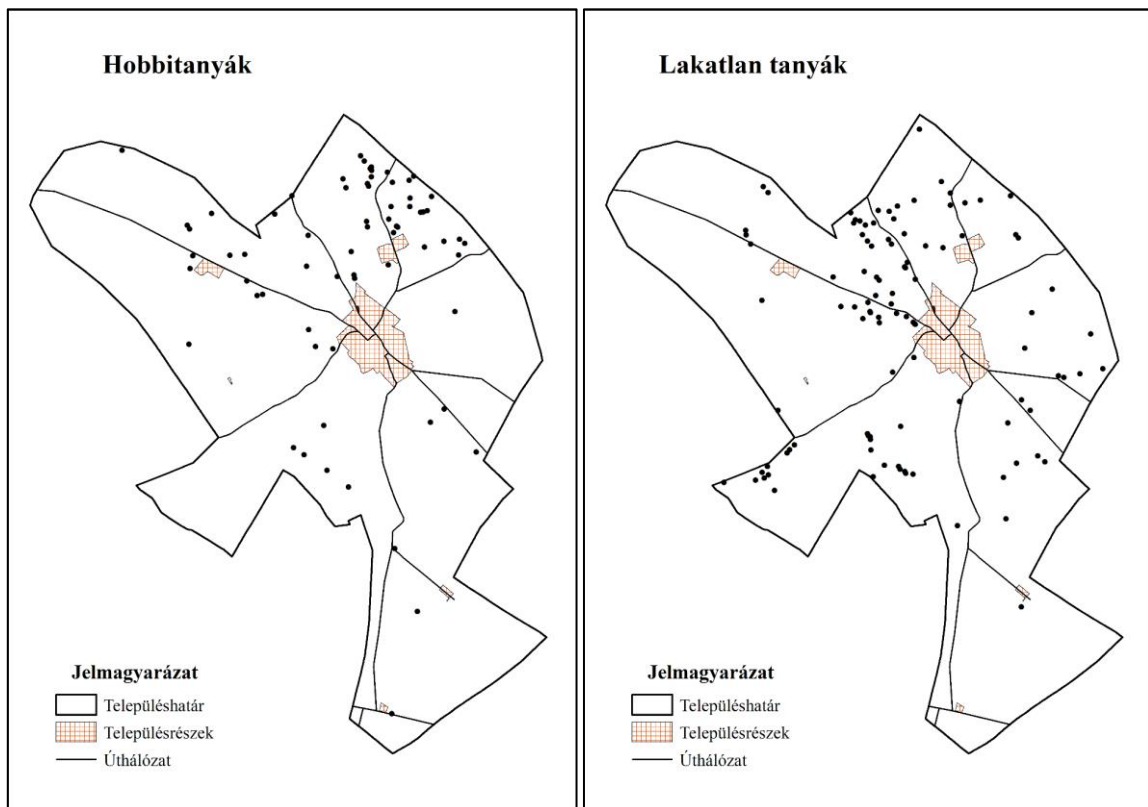 Hobbitanyák
Jelmagyarázat
Településhatár
Településrészek
Úthálózat
Lakatlan tanyák
Jelmagyarázat
Településhatár
Településrészek
Úthálózat